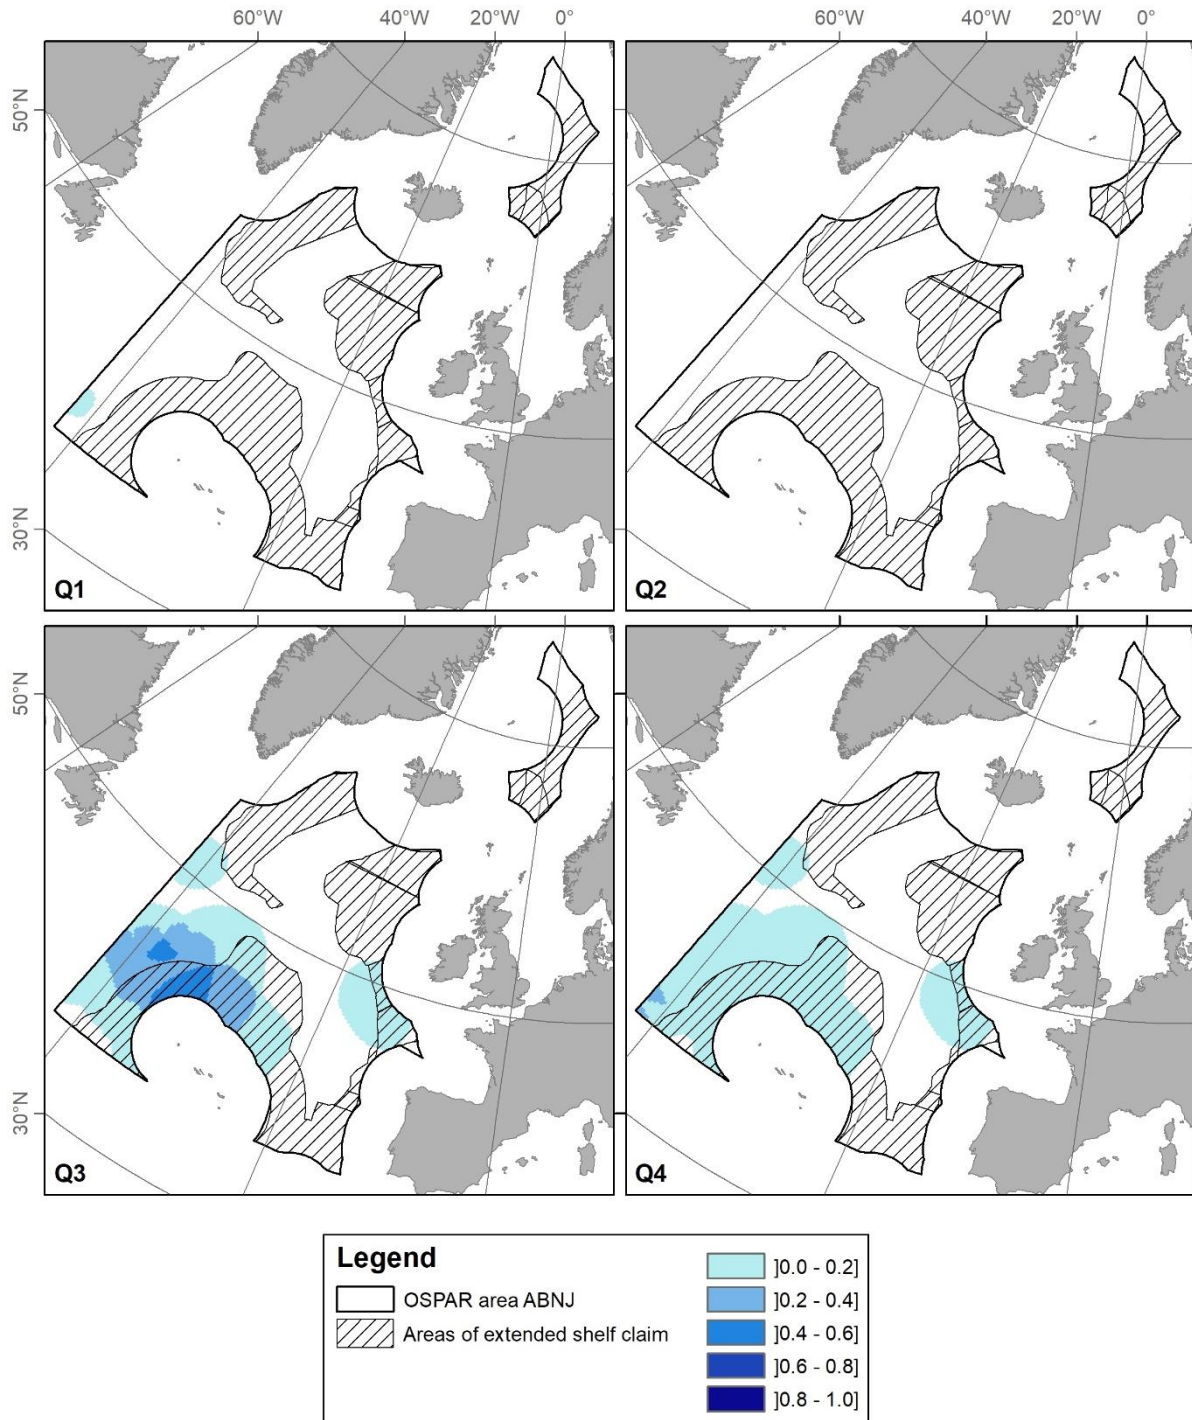 60°W 40°W 20°W 0° 60°W 40°W 20°W 0°
50°N
30°N
Q1 Q2
50°N
30°N
Q3 Q4
Legend
OSPAR area ABNJ
Areas of extended shelf claim
]0.0 - 0.2]
]0.2 - 0.4]
]0.4 - 0.6]
]0.6 - 0.8]
]0.8 - 1.0]